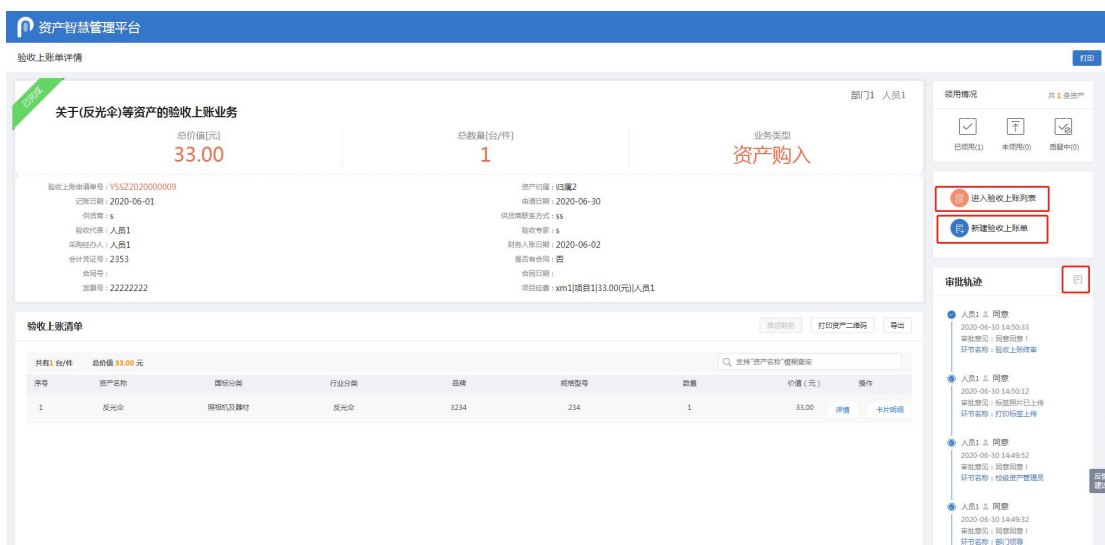 资产智慧管理平台
验收上账单详情
打印
已完成
关于(反光伞)等资产的验收上账业务
部门1 人员1
总价值[元]
33.00
总数量[台/件]
1
业务类型
资产购入
验收上账申请单号：YSSZ2020000009
资产归属：归属2
记账日期：2020-06-01
申请日期：2020-06-30
供货商：s
供货商联系方式：ss
验收代表：人员1
验收专家：s
采购经办人：人员1
财务入账日期：2020-06-02
会计凭证号：2353
是否有合同：否
合同号：
合同日期：
发票号：22222222
项目经费：xm1|项目1|33.00(元)|人员1
领用情况
共 1 条资产
已领用(1) 未领用(0) 质疑中(0)
进入验收上账列表
新建验收上账单
验收上账清单
推送财务 打印资产二维码 导出
共有1 台/件 总价值 33.00 元
支持"资产名称"模糊查询
序号 资产名称 国标分类 行业分类 品牌 规格型号 数量 价值（元） 操作
1 反光伞 照相机及器材 反光伞 3234 234 1 33.00 详情 卡片明细
审批轨迹
人员1 同意
2020-06-30 14:50:33
审批意见：同意同意！
环节名称：验收上账终审
人员1 同意
2020-06-30 14:50:12
审批意见：标签照片已上传
环节名称：打印标签上传
人员1 同意
2020-06-30 14:49:52
审批意见：同意同意！
环节名称：校级资产管理员
人员1 同意
2020-06-30 14:49:32
审批意见：同意同意！
环节名称：部门领导